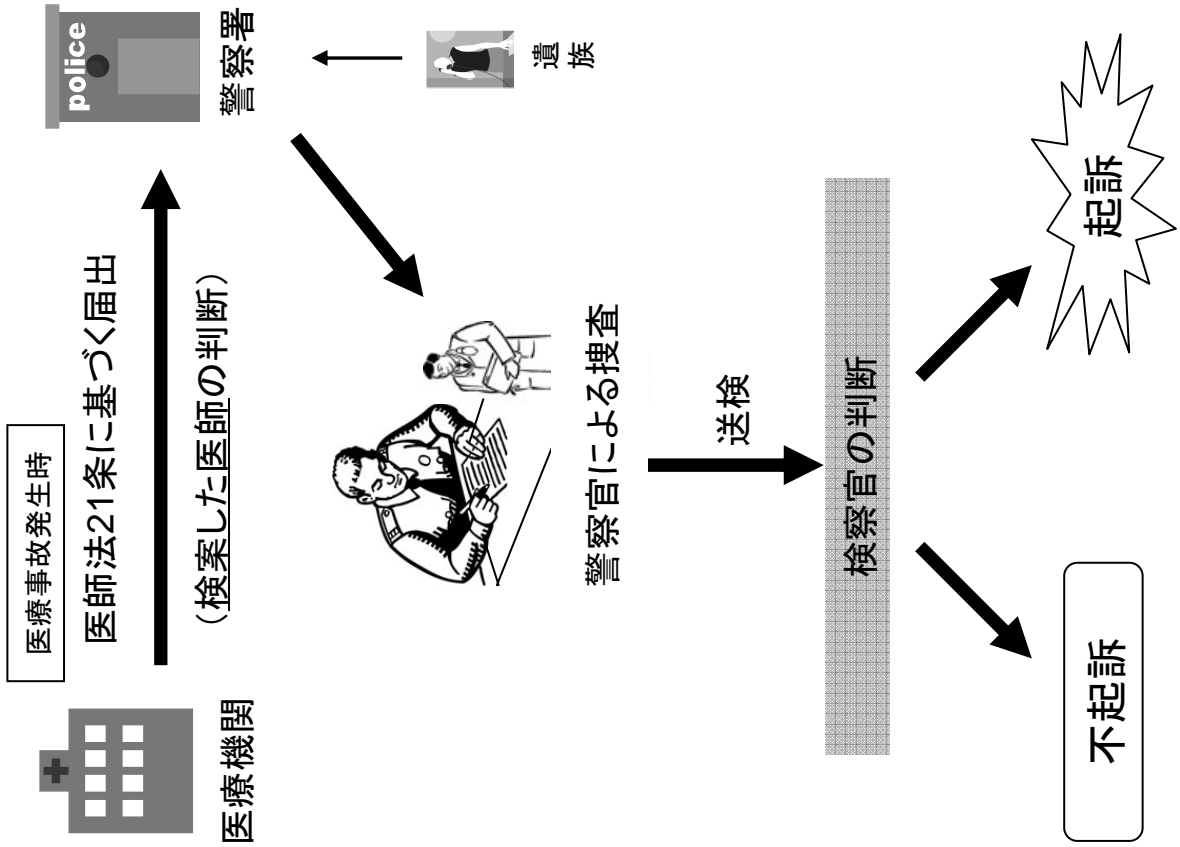 医療事故発生時
医師法21条に基づく届出
(検案した医師の判断)
医療機関
police
警察署
遺
族
警察官による捜査
送検
検察官の判断
不起訴
起訴